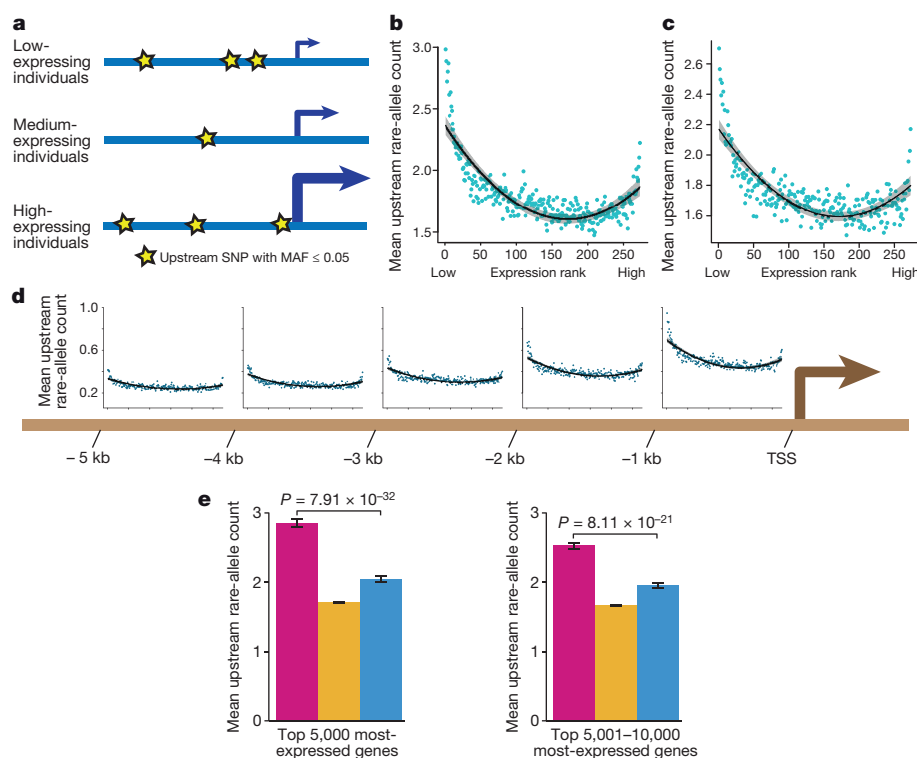 a
Low-
expressing
individuals
Medium-
expressing
individuals
High-
expressing
individuals
Upstream SNP with MAF ≤ 0.05
b
Mean upstream rare-allele count
3.0
2.5
2.0
1.5
0 50 100 150 200 250
Low Expression rank High
c
Mean upstream rare-allele count
2.6
2.4
2.2
2.0
1.8
1.6
0 50 100 150 200 250
Low Expression rank High
d
Mean upstream
rare-allele count
1.0
0.6
0.2
– 5 kb –4 kb –3 kb –2 kb –1 kb TSS
e
Mean upstream rare-allele count
3
2
1
0
P = 7.91 × 10⁻³²
Top 5,000 most-
expressed genes
Mean upstream rare-allele count
3
2
1
0
P = 8.11 × 10⁻²¹
Top 5,001–10,000
most-expressed genes